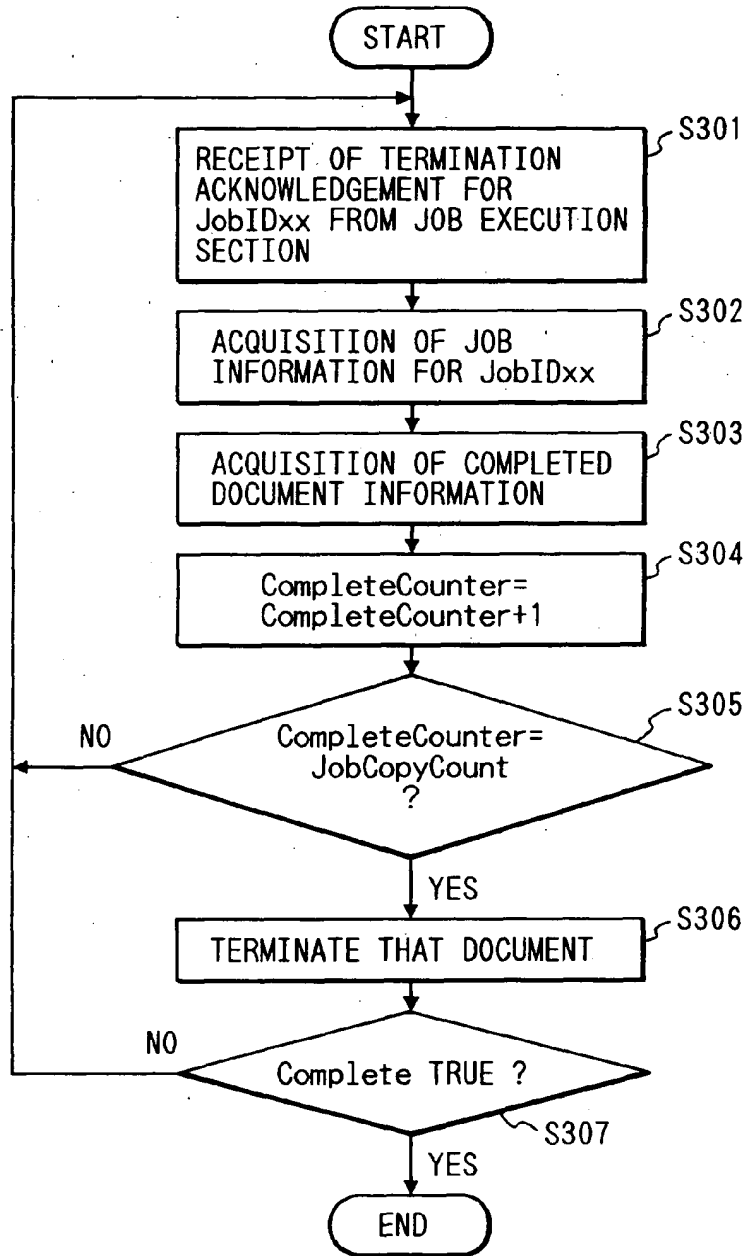 START
S301
RECEIPT OF TERMINATION
ACKNOWLEDGEMENT FOR
JobIDxx FROM JOB EXECUTION
SECTION
S302
ACQUISITION OF JOB
INFORMATION FOR JobIDxx
S303
ACQUISITION OF COMPLETED
DOCUMENT INFORMATION
S304
CompleteCounter=
CompleteCounter+1
S305
NO
CompleteCounter=
JobCopyCount
?
YES
S306
TERMINATE THAT DOCUMENT
NO
Complete TRUE ?
S307
YES
END